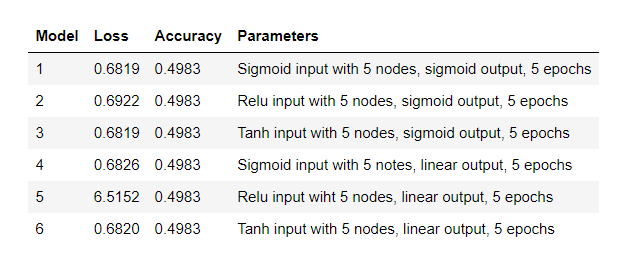 Model Loss Accuracy Parameters
1 0.6819 0.4983 Sigmoid input with 5 nodes, sigmoid output, 5 epochs
2 0.6922 0.4983 Relu input with 5 nodes, sigmoid output, 5 epochs
3 0.6819 0.4983 Tanh input with 5 nodes, sigmoid output, 5 epochs
4 0.6826 0.4983 Sigmoid input with 5 notes, linear output, 5 epochs
5 6.5152 0.4983 Relu input wiht 5 nodes, linear output, 5 epochs
6 0.6820 0.4983 Tanh input with 5 nodes, linear output, 5 epochs